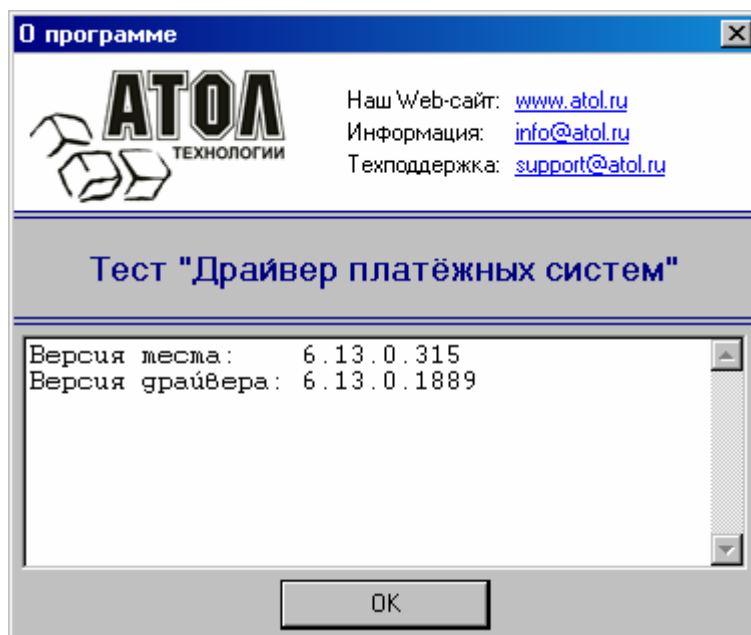 О программе
АТОЛ
ТЕХНОЛОГИИ
Наш Web-сайт: www.atol.ru
Информация: info@atol.ru
Техподдержка: support@atol.ru
Тест "Драйвер платёжных систем"
Версия теста: 6.13.0.315
Версия драйвера: 6.13.0.1889
OK